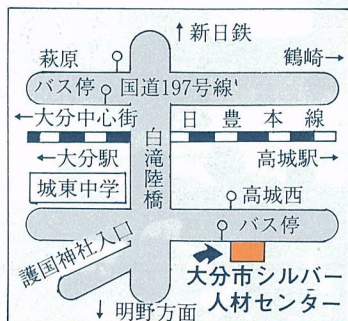 ↑新日鉄
萩原
鶴崎→
バス停
国道197号線
←大分中心街
日豊本線
←大分駅
白滝陸橋
高城駅→
城東中学
高城西
バス停
護国神社入口
大分市シルバー
人材センター
↓明野方面